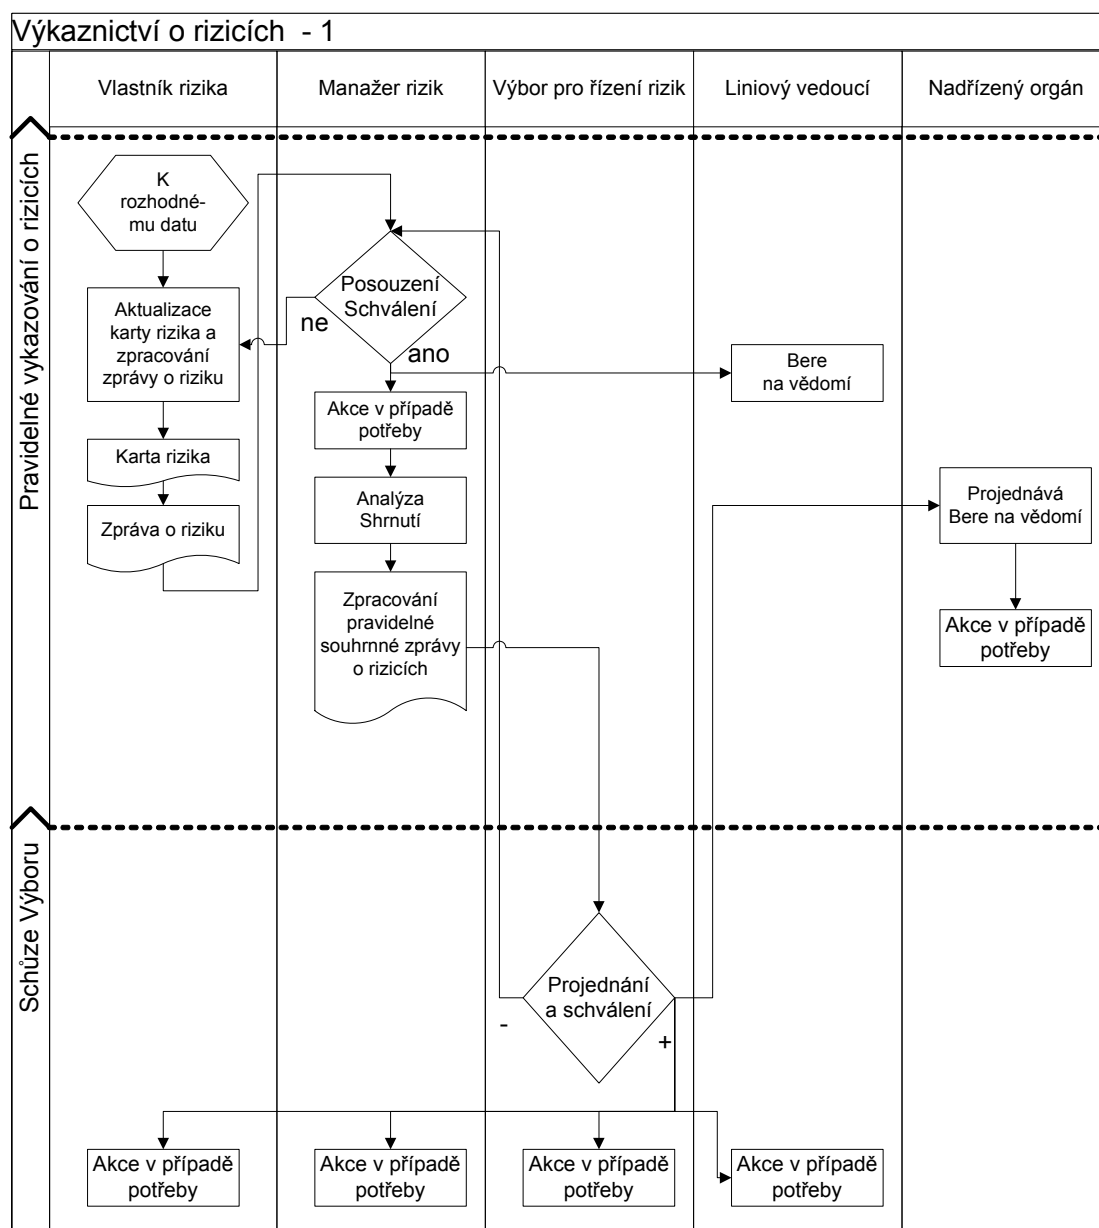 Výkaznictví o rizicích - 1
Vlastník rizika
Manažer rizik
Výbor pro řízení rizik
Liniový vedoucí
Nadřízený orgán
Pravidelné vykazování o rizicích
K
rozhodné-
mu datu
Aktualizace
karty rizika a
zpracování
zprávy o riziku
Karta rizika
Zpráva o riziku
Posouzení
Schválení
ne
ano
Akce v případě
potřeby
Analýza
Shrnutí
Zpracování
pravidelné
souhrnné zprávy
o rizicích
Bere
na vědomí
Projednává
Bere na vědomí
Akce v případě
potřeby
Schůze Výboru
Projednání
a schválení
-
+
Akce v případě
potřeby
Akce v případě
potřeby
Akce v případě
potřeby
Akce v případě
potřeby